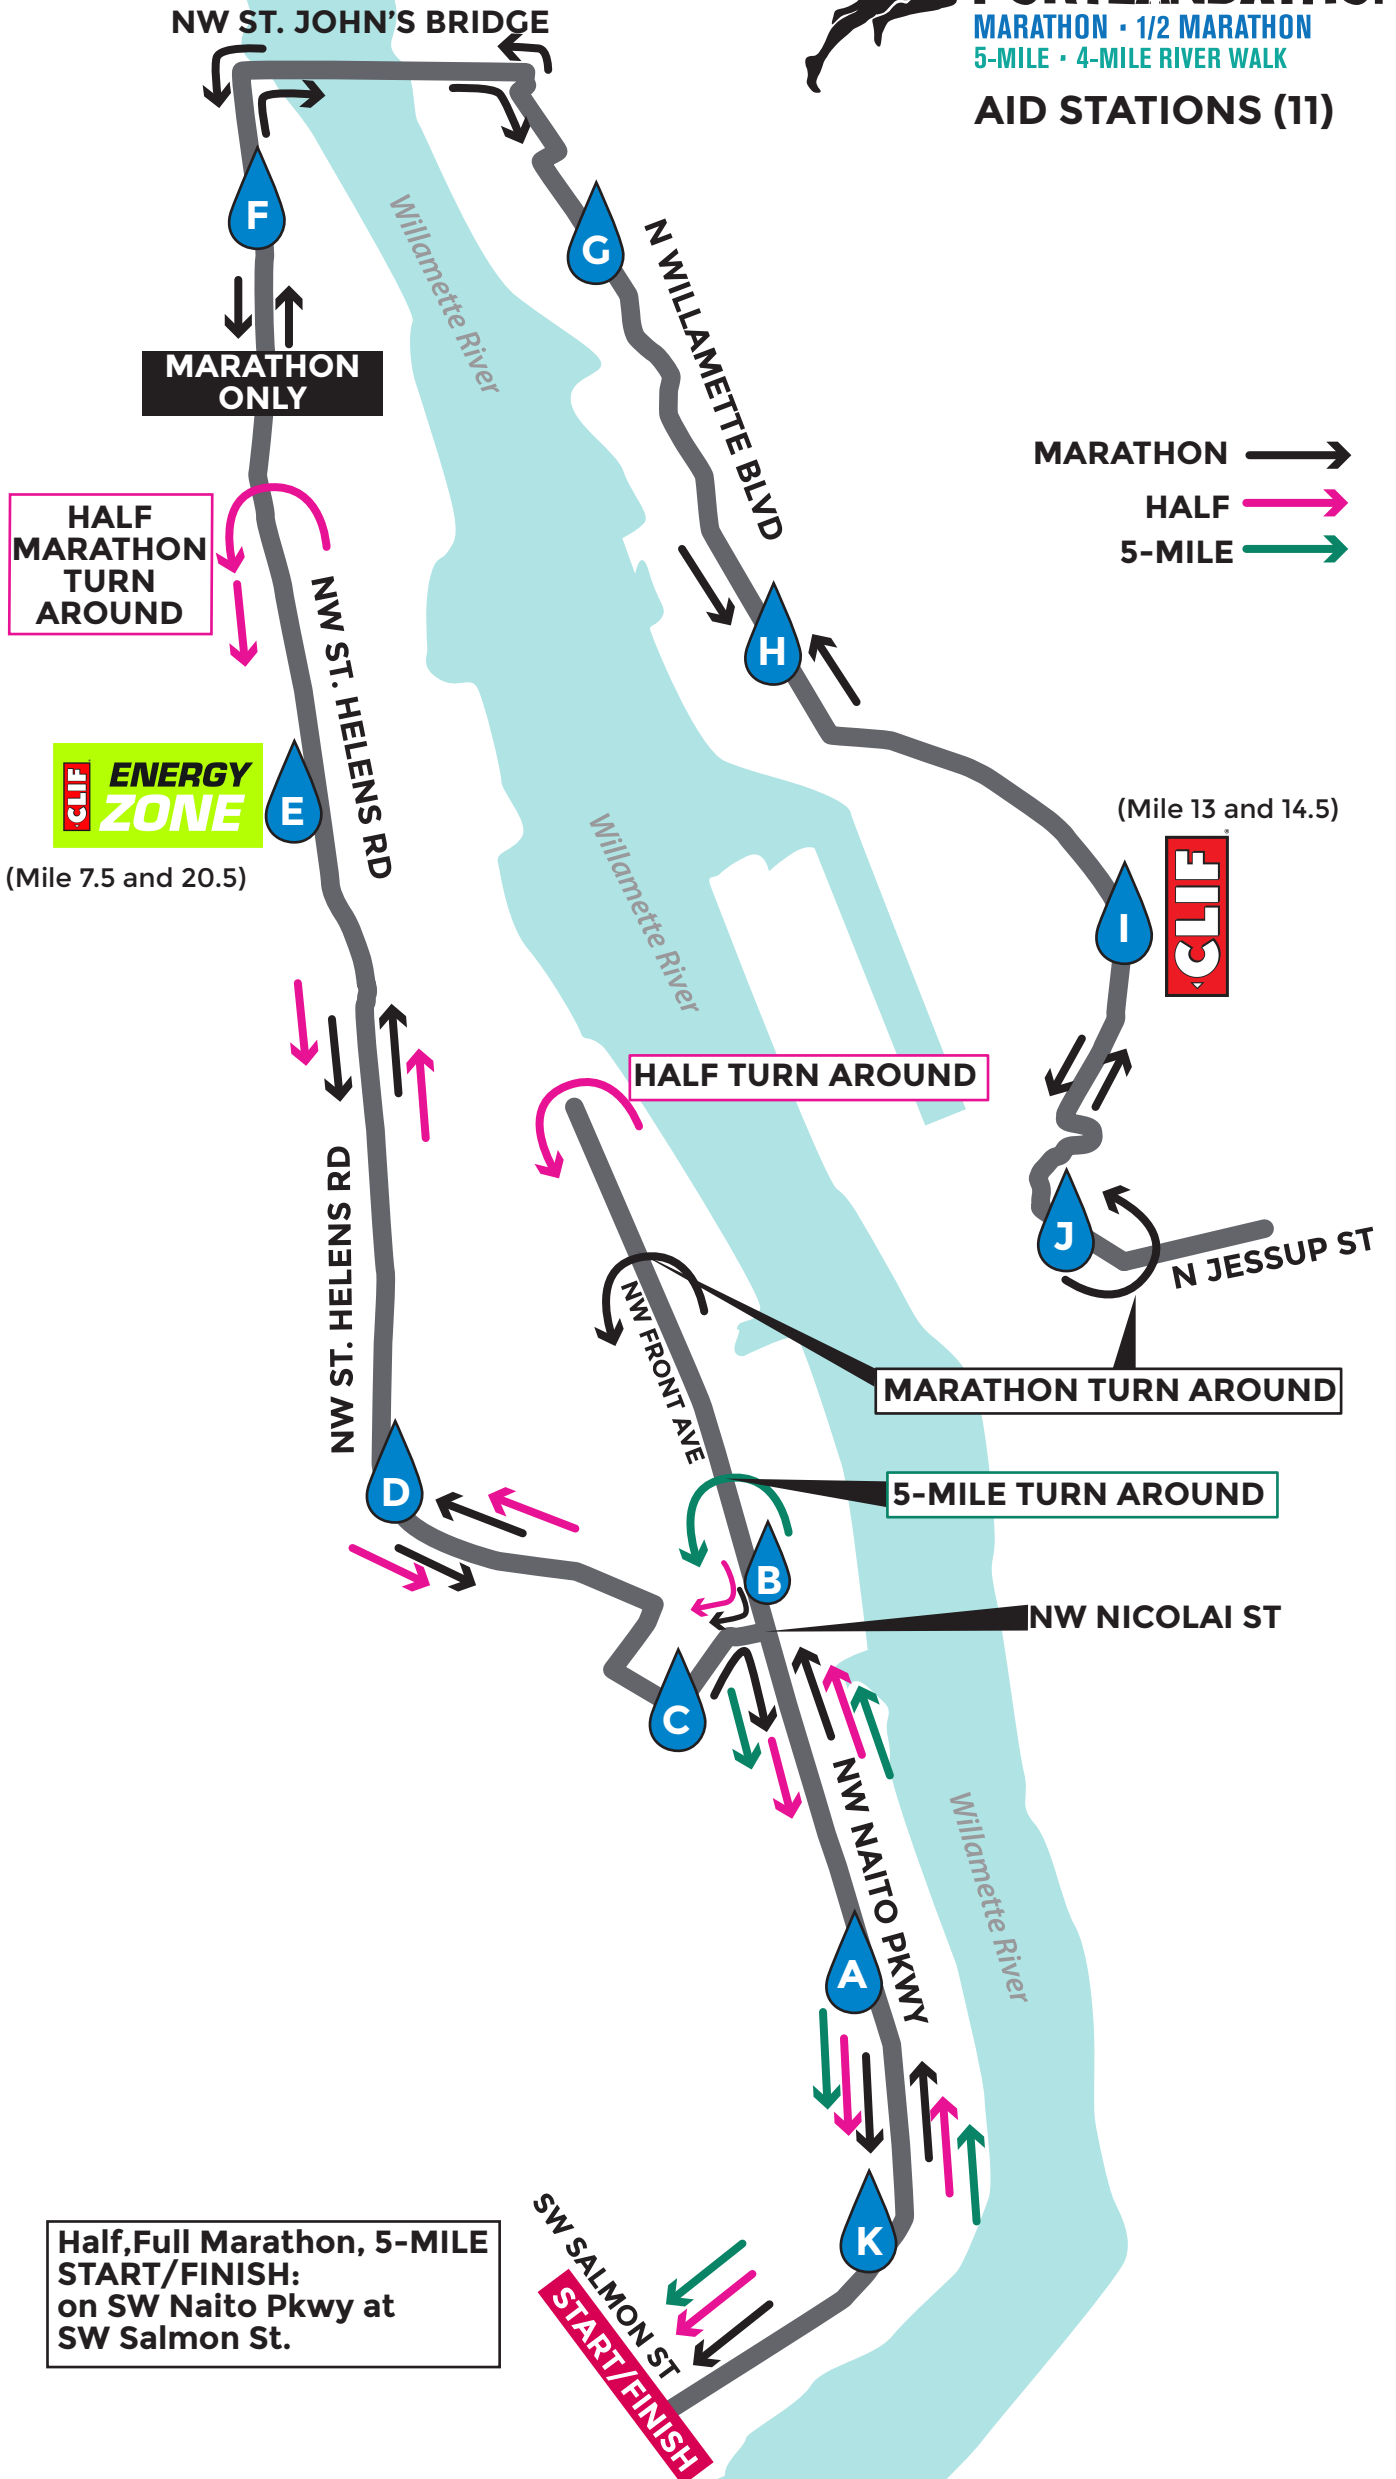 NW ST. JOHN'S BRIDGE
MARATHON · 1/2 MARATHON
5-MILE · 4-MILE RIVER WALK
AID STATIONS (11)
F
G
Willamette River
N WILLAMETTE BLVD
MARATHON
ONLY
MARATHON
HALF
5-MILE
HALF
MARATHON
TURN
AROUND
NW ST. HELENS RD
H
CLIF ENERGY
ZONE
E
(Mile 7.5 and 20.5)
(Mile 13 and 14.5)
CLIF
I
Willamette River
HALF TURN AROUND
NW ST. HELENS RD
J
N JESSUP ST
NW FRONT AVE
MARATHON TURN AROUND
D
5-MILE TURN AROUND
B
NW NICOLAI ST
C
NW NAITO PKWY
Willamette River
A
K
SW SALMON ST
START/FINISH
Half,Full Marathon, 5-MILE
START/FINISH:
on SW Naito Pkwy at
SW Salmon St.